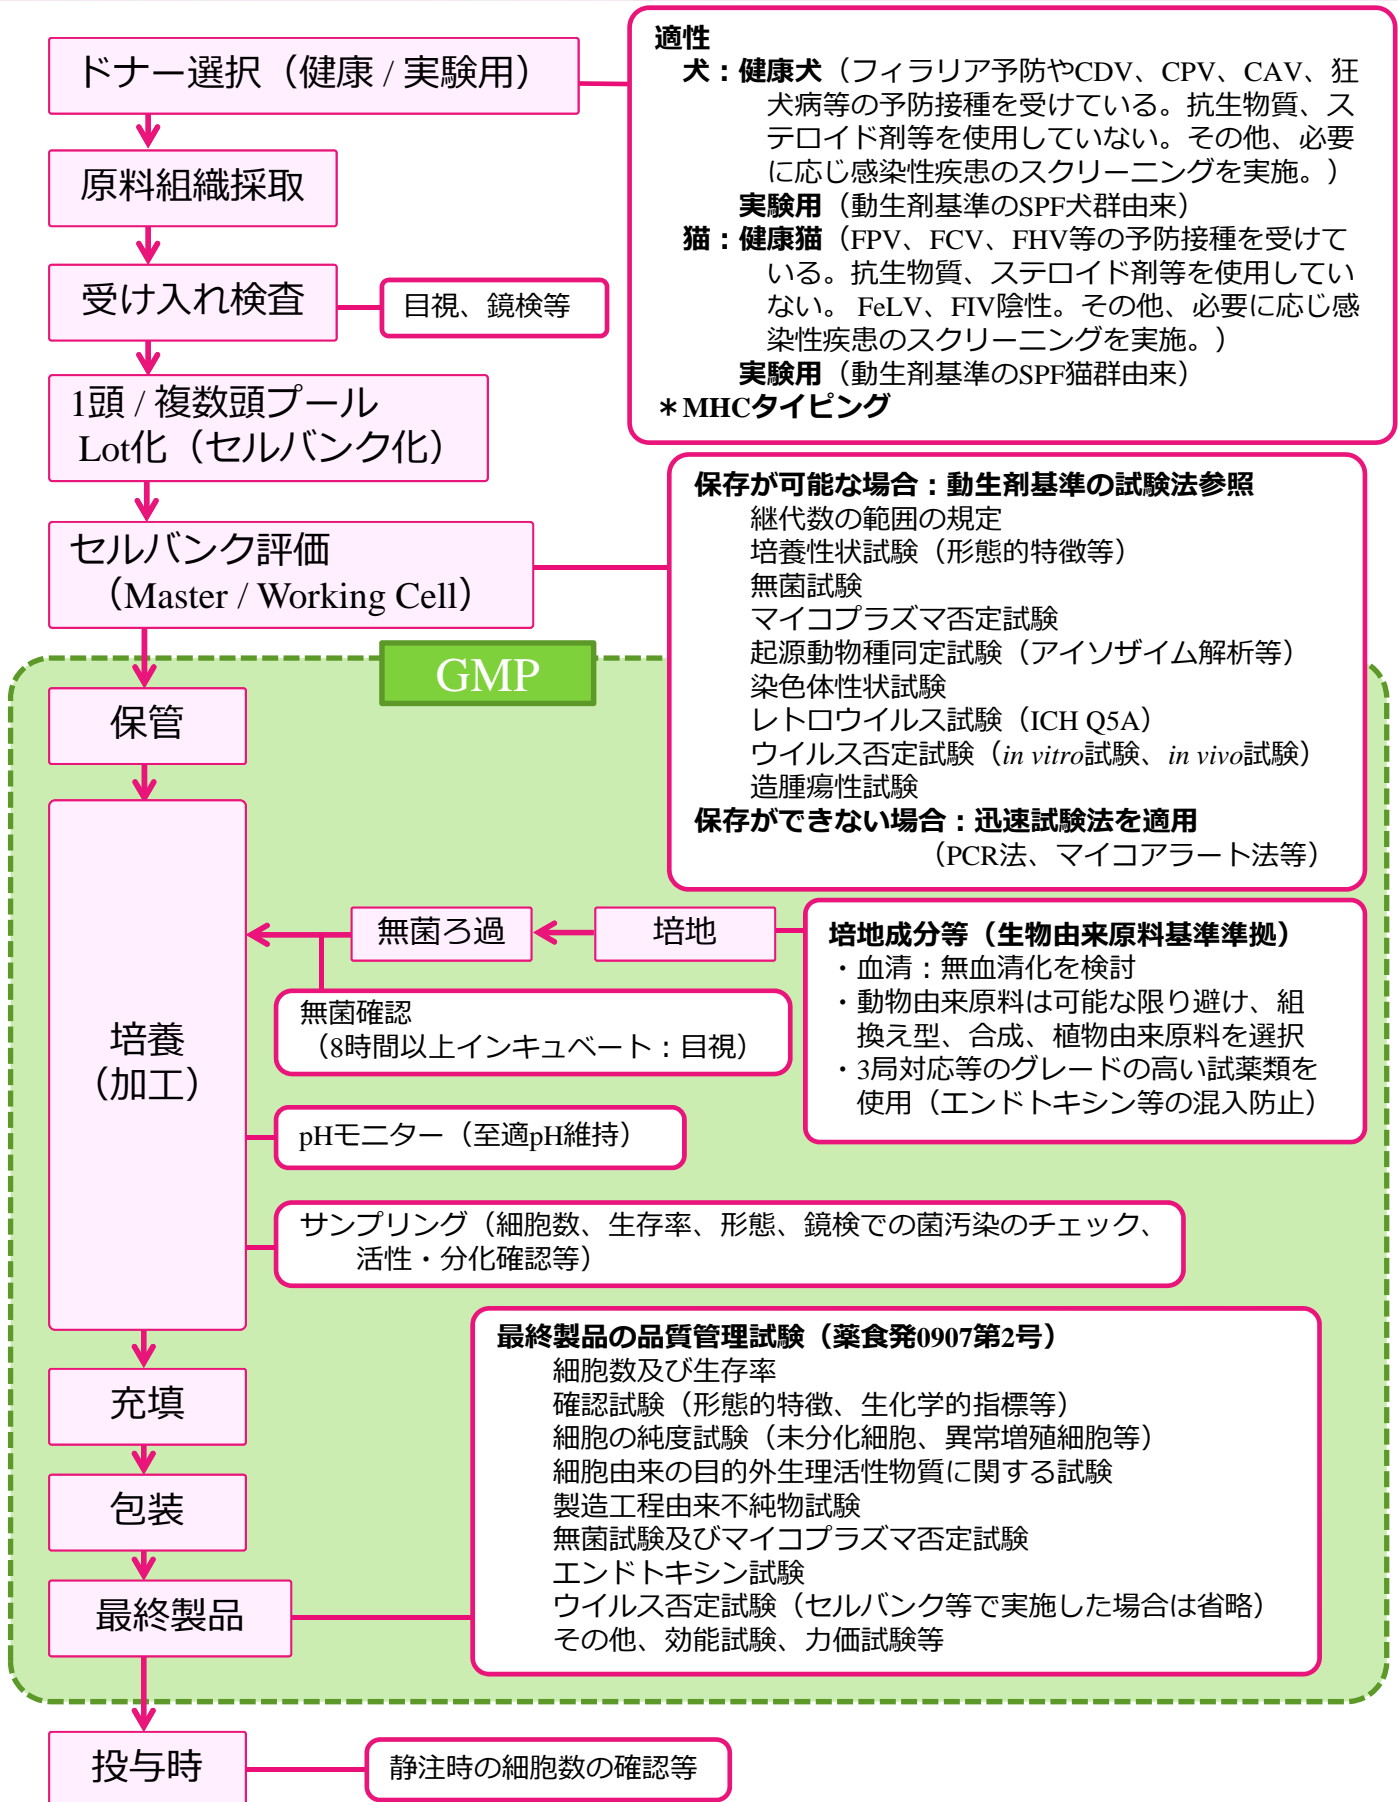 ドナー選択（健康 / 実験用）
適性
犬：健康犬（フィラリア予防やCDV、CPV、CAV、狂
犬病等の予防接種を受けている。抗生物質、ス
テロイド剤等を使用していない。その他、必要
に応じ感染性疾患のスクリーニングを実施。）
実験用（動生剤基準のSPF犬群由来）
猫：健康猫（FPV、FCV、FHV等の予防接種を受けて
いる。抗生物質、ステロイド剤等を使用してい
ない。 FeLV、FIV陰性。その他、必要に応じ感
染性疾患のスクリーニングを実施。）
実験用（動生剤基準のSPF猫群由来）
＊MHCタイピング
原料組織採取
受け入れ検査
目視、鏡検等
1頭 / 複数頭プール
Lot化（セルバンク化）
セルバンク評価
（Master / Working Cell）
保存が可能な場合：動生剤基準の試験法参照
継代数の範囲の規定
培養性状試験（形態的特徴等）
無菌試験
マイコプラズマ否定試験
起源動物種同定試験（アイソザイム解析等）
染色体性状試験
レトロウイルス試験（ICH Q5A）
ウイルス否定試験（in vitro試験、in vivo試験）
造腫瘍性試験
保存ができない場合：迅速試験法を適用
（PCR法、マイコアラート法等）
GMP
保管
培養
（加工）
無菌ろ過
培地
培地成分等（生物由来原料基準準拠）
・血清：無血清化を検討
・動物由来原料は可能な限り避け、組
換え型、合成、植物由来原料を選択
・3局対応等のグレードの高い試薬類を
使用（エンドトキシン等の混入防止）
無菌確認
（8時間以上インキュベート：目視）
pHモニター（至適pH維持）
サンプリング（細胞数、生存率、形態、鏡検での菌汚染のチェック、
活性・分化確認等）
充填
包装
最終製品
最終製品の品質管理試験（薬食発0907第2号）
細胞数及び生存率
確認試験（形態的特徴、生化学的指標等）
細胞の純度試験（未分化細胞、異常増殖細胞等）
細胞由来の目的外生理活性物質に関する試験
製造工程由来不純物試験
無菌試験及びマイコプラズマ否定試験
エンドトキシン試験
ウイルス否定試験（セルバンク等で実施した場合は省略）
その他、効能試験、力価試験等
投与時
静注時の細胞数の確認等